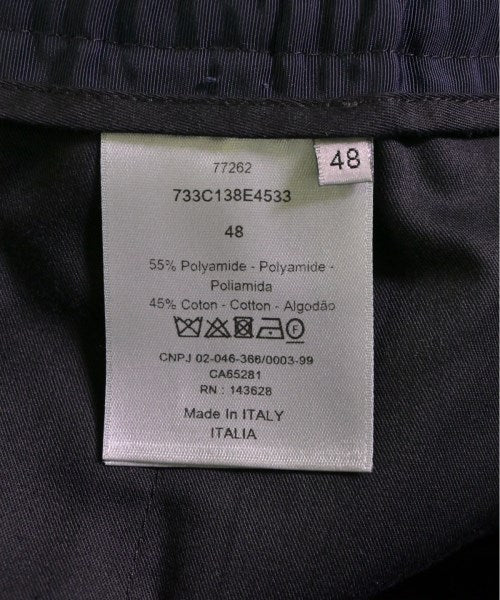 77262
48
733C138E4533
48
55% Polyamide - Polyamide -
Poliamida
45% Coton - Cotton - Algodão
CNPJ 02-046-366/0003-99
CA65281
RN : 143628
Made In ITALY
ITALIA